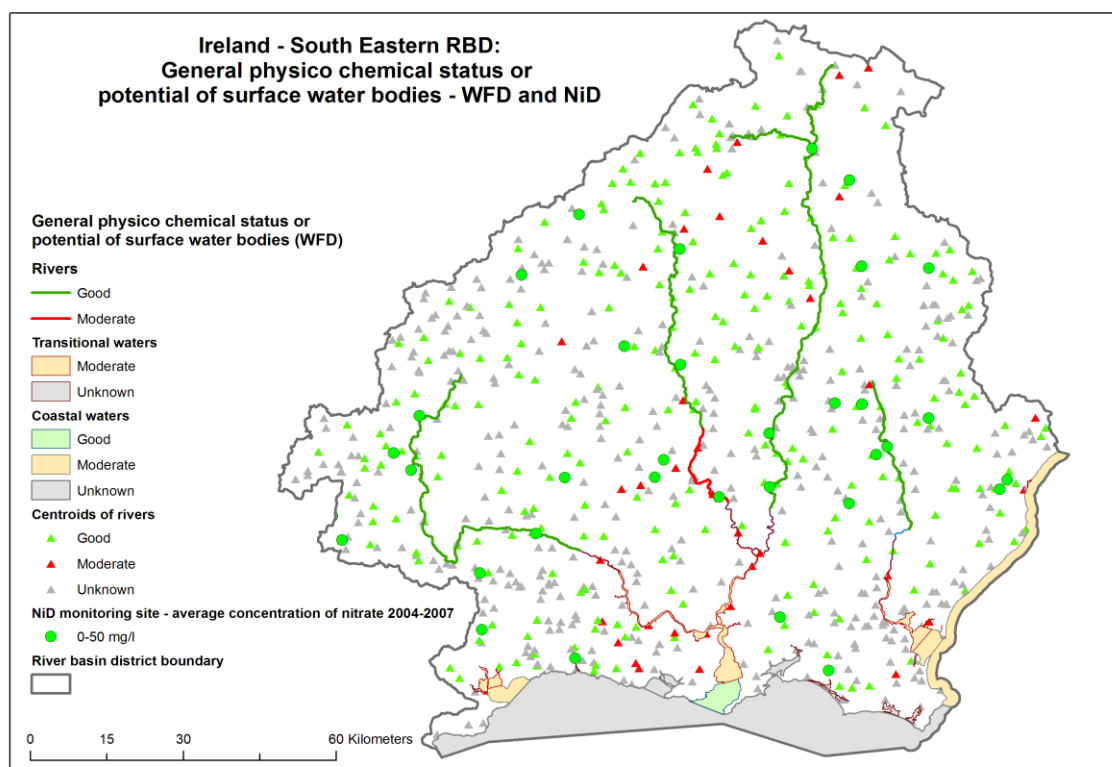 Ireland - South Eastern RBD:
General physico chemical status or
potential of surface water bodies - WFD and NiD
General physico chemical status or
potential of surface water bodies (WFD)
Rivers
Good
Moderate
Transitional waters
Moderate
Unknown
Coastal waters
Good
Moderate
Unknown
Centroids of rivers
Good
Moderate
Unknown
NiD monitoring site - average concentration of nitrate 2004-2007
0-50 mg/l
River basin district boundary
0 15 30 60 Kilometers